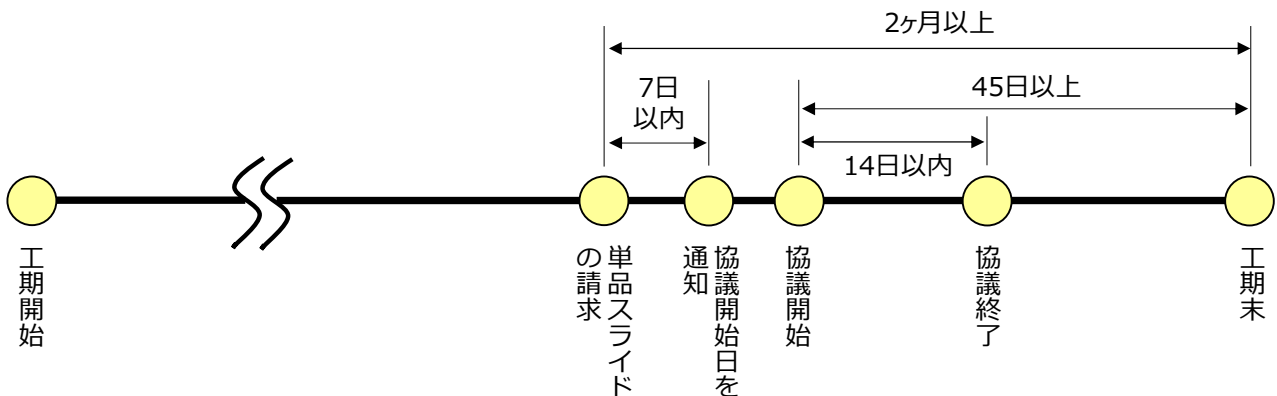 2ヶ月以上
7日
以内
45日以上
14日以内
工期開始
単品スライド
の請求
協議開始日を
通知
協議開始
協議終了
工期末